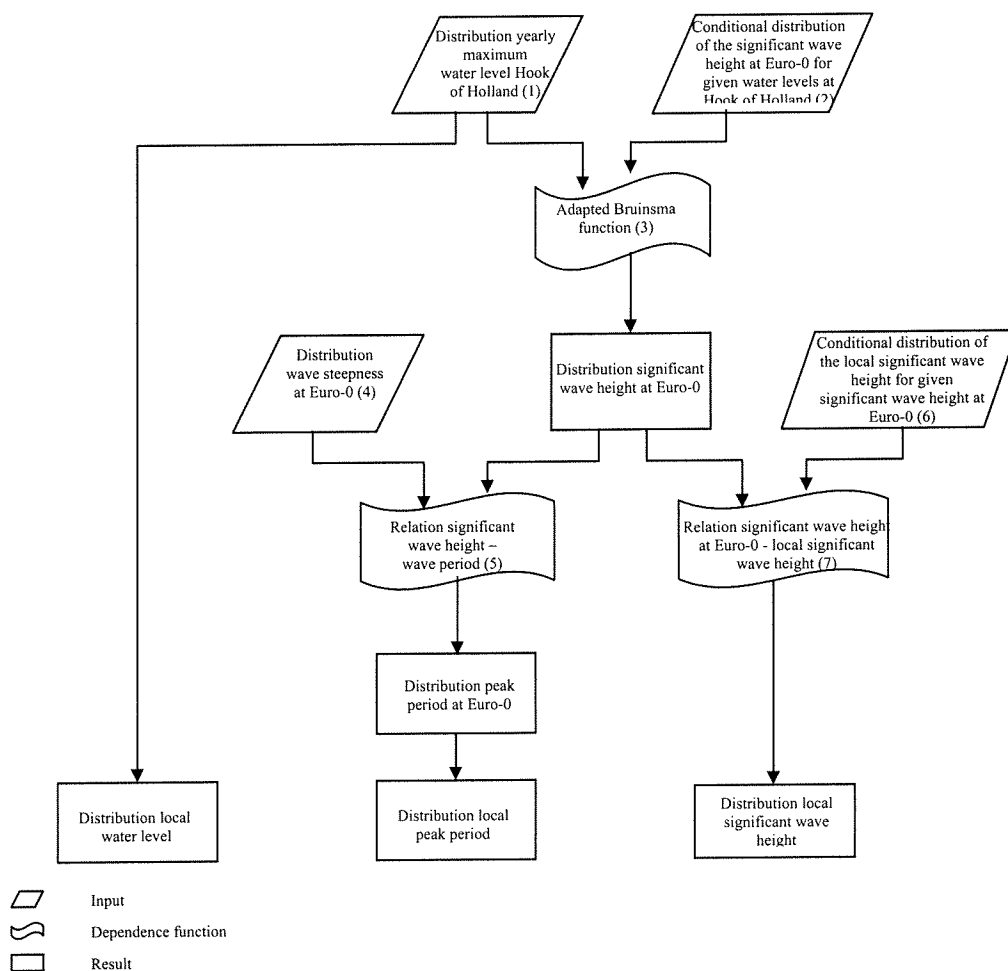 Distribution yearly
maximum
water level Hook
of Holland (1)
Conditional distribution
of the significant wave
height at Euro-0 for
given water levels at
Hook of Holland (2)
Adapted Bruinsma
function (3)
Distribution
wave steepness
at Euro-0 (4)
Distribution significant
wave height at Euro-0
Conditional distribution of
the local significant wave
height for given
significant wave height at
Euro-0 (6)
Relation significant
wave height –
wave period (5)
Relation significant wave height
at Euro-0 - local significant
wave height (7)
Distribution peak
period at Euro-0
Distribution local
water level
Distribution local
peak period
Distribution local
significant wave
height
Input
Dependence function
Result